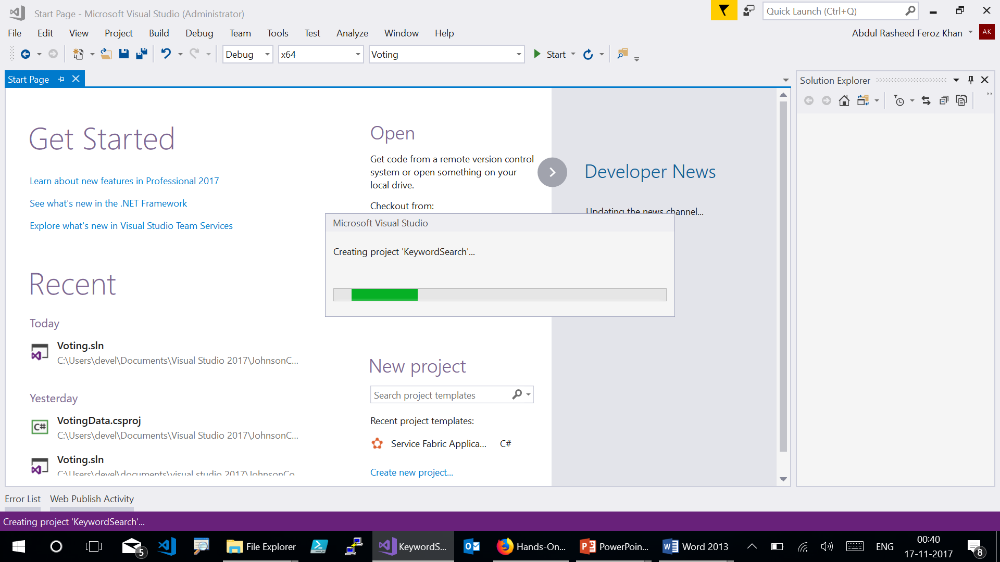 Start Page - Microsoft Visual Studio (Administrator)
Quick Launch (Ctrl+Q)
File Edit View Project Build Debug Team Tools Test Analyze Window Help
Abdul Rasheed Feroz Khan AK
Debug x64 Voting Start
Start Page
Solution Explorer
Get Started
Learn about new features in Professional 2017
See what's new in the .NET Framework
Explore what's new in Visual Studio Team Services
Recent
Today
Voting.sln
C:\Users\devel\Documents\Visual Studio 2017\JohnsonC...
Yesterday
VotingData.csproj
C#
C:\Users\devel\Documents\Visual Studio 2017\JohnsonC...
Voting.sln
C:\Users\devel\documents\visual studio 2017\JohnsonCo
Open
Get code from a remote version control
system or open something on your
local drive.
Checkout from:
Developer News
Updating the news channel...
Microsoft Visual Studio
Creating project 'KeywordSearch'...
New project
Search project templates
Recent project templates:
Service Fabric Applica... C#
Create new project...
Error List Web Publish Activity
Creating project 'KeywordSearch'...
5 File Explorer KeywordS... Hands-On... PowerPoin... Word 2013 ENG
00:40
17-11-2017
8